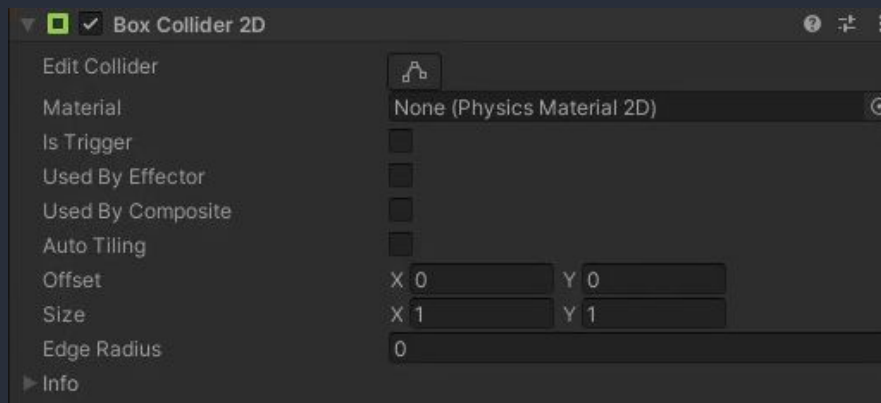 Box Collider 2D
Edit Collider
Material None (Physics Material 2D)
Is Trigger
Used By Effector
Used By Composite
Auto Tiling
Offset X 0 Y 0
Size X 1 Y 1
Edge Radius 0
Info